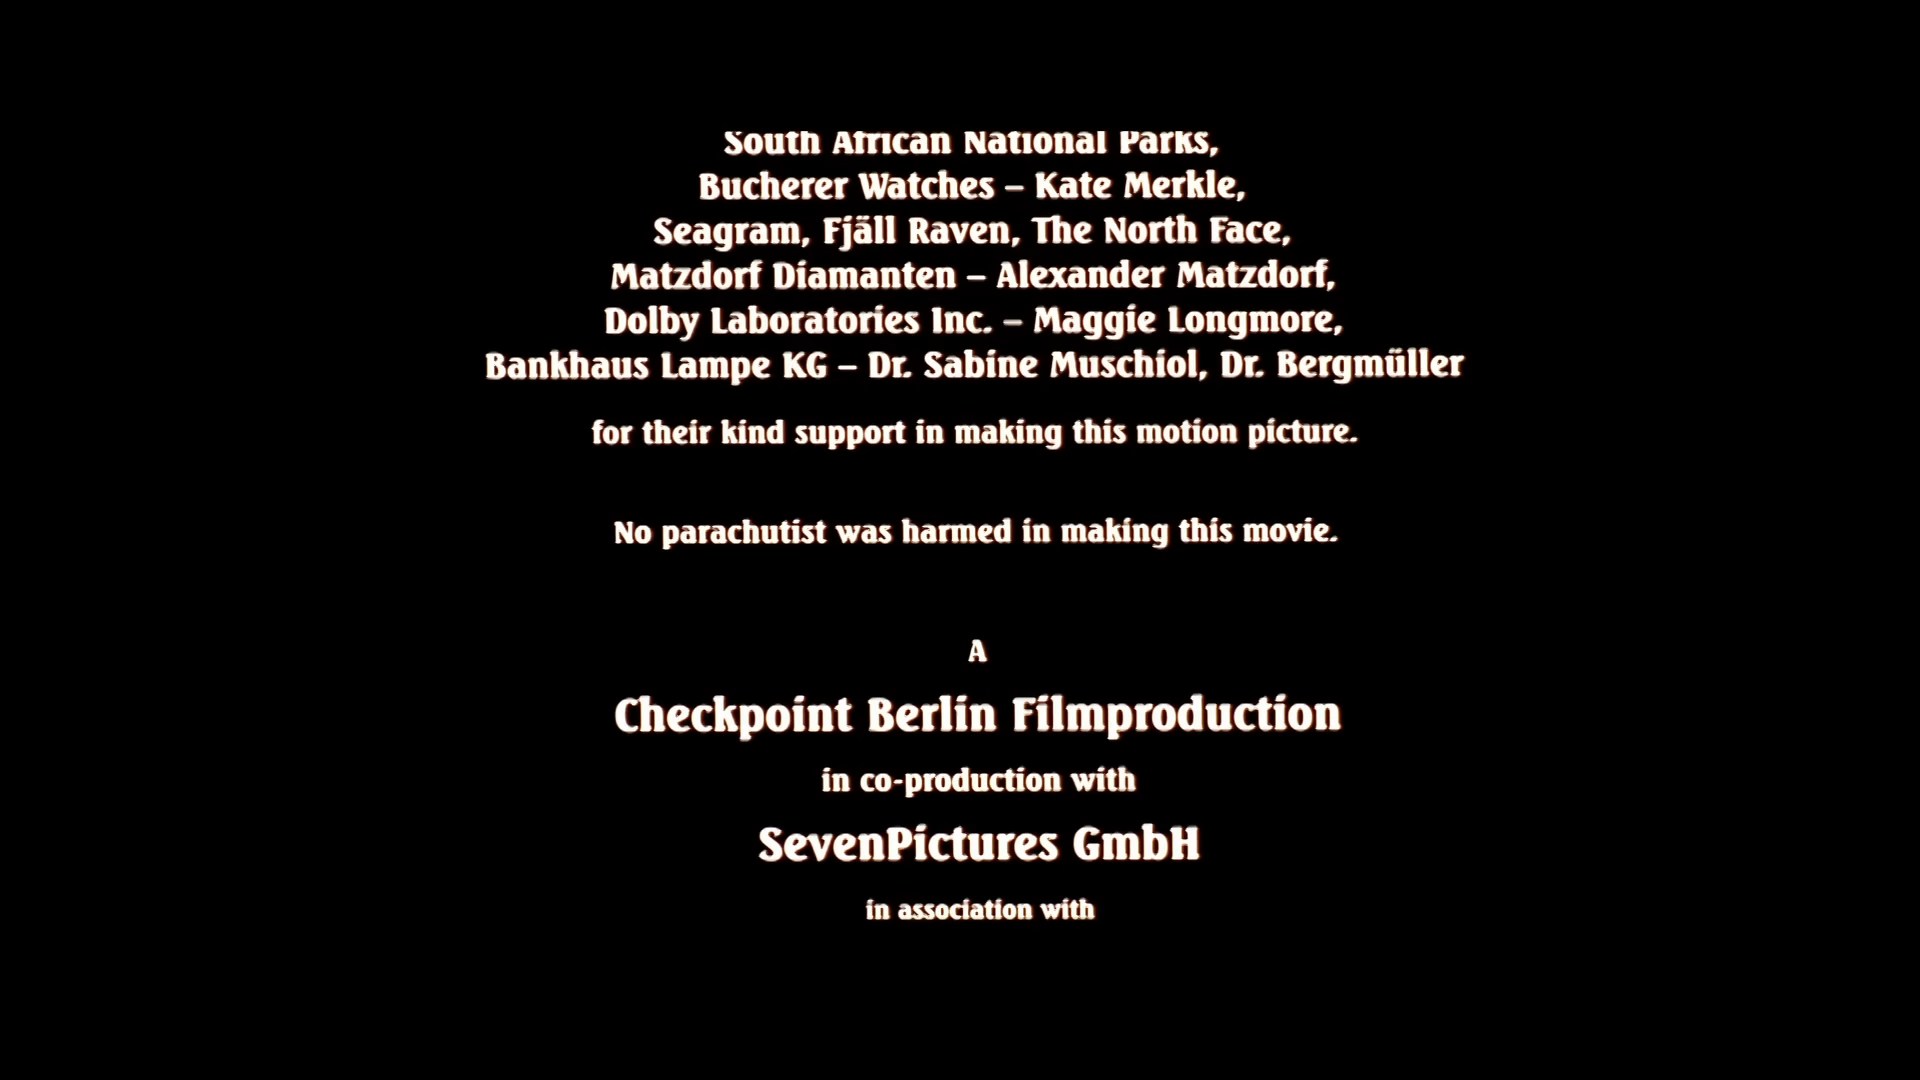 South African National Parks,
Bucherer Watches – Kate Merkle,
Seagram, Fjäll Raven, The North Face,
Matzdorf Diamanten – Alexander Matzdorf,
Dolby Laboratories Inc. – Maggie Longmore,
Bankhaus Lampe KG – Dr. Sabine Muschiol, Dr. Bergmüller
for their kind support in making this motion picture.
No parachutist was harmed in making this movie.
A
Checkpoint Berlin Filmproduction
in co-production with
SevenPictures GmbH
in association with